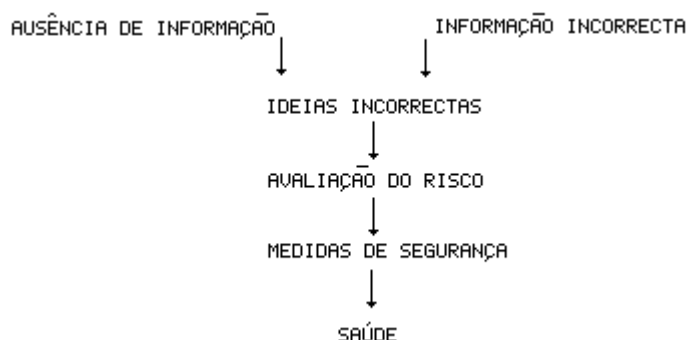 AUSÊNCIA DE INFORMAÇÃO
INFORMAÇÃO INCORRECTA
IDEIAS INCORRECTAS
AVALIAÇÃO DO RISCO
MEDIDAS DE SEGURANÇA
SAÚDE